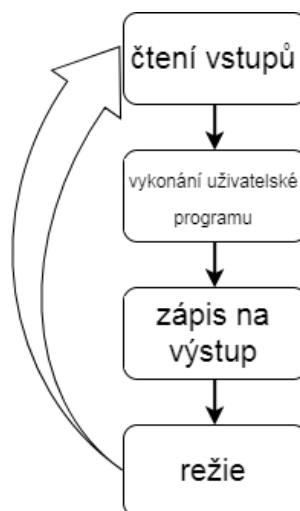 čtení vstupů
vykonání uživatelské
programu
zápis na
výstup
režie